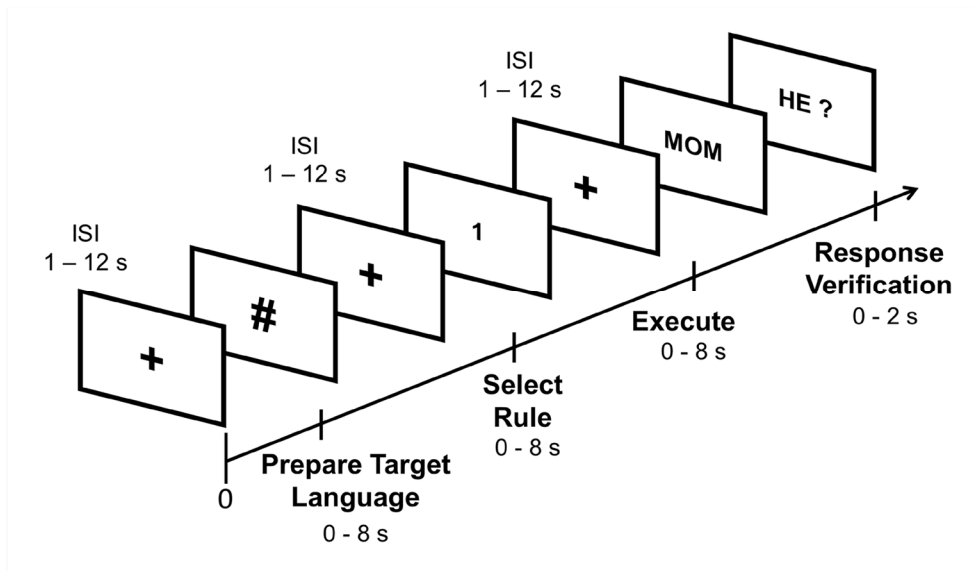 ISI
1 – 12 s
+
#
ISI
1 – 12 s
+
1
ISI
1 – 12 s
+
MOM
HE ?
0
Prepare Target
Language
0 - 8 s
Select
Rule
0 - 8 s
Execute
0 - 8 s
Response
Verification
0 - 2 s